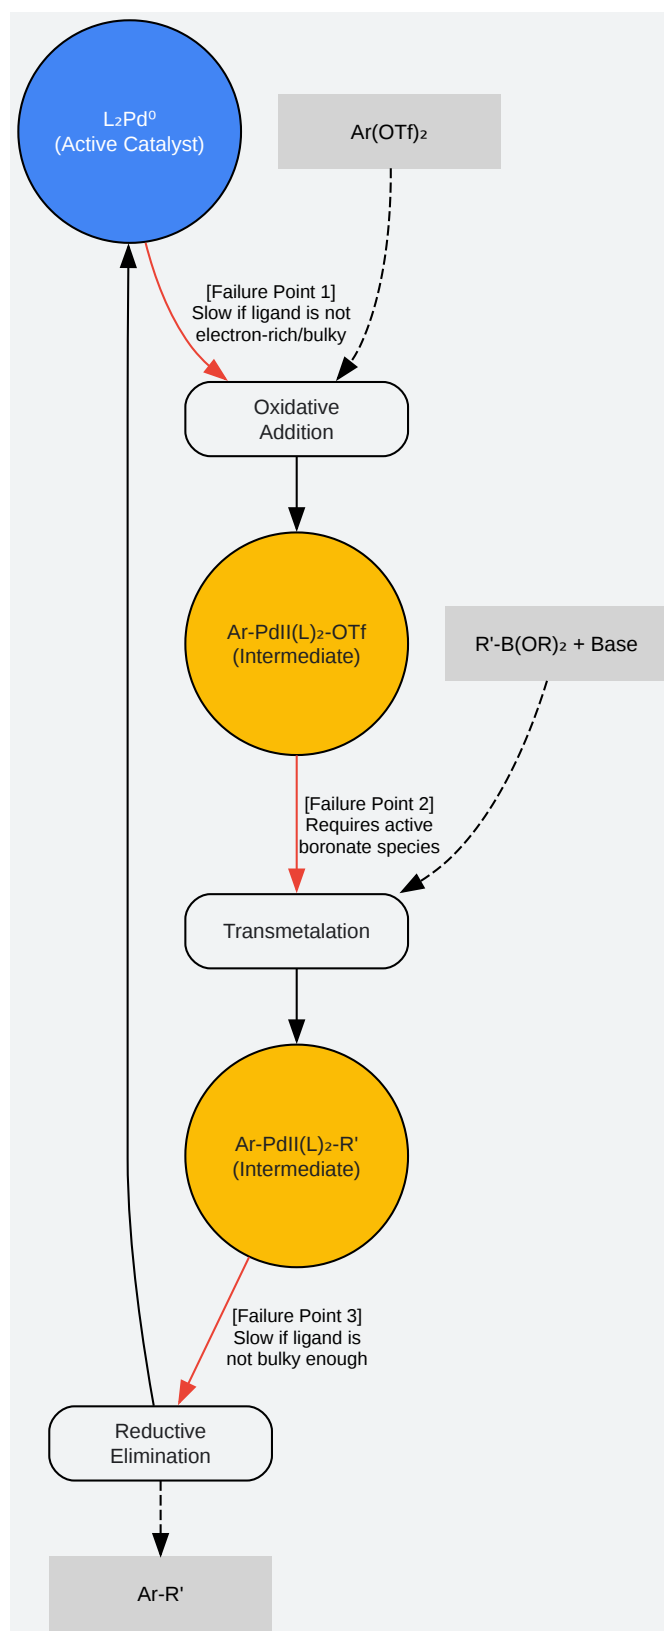 L₂Pd⁰
(Active Catalyst)
Ar(OTf)₂
[Failure Point 1]
Slow if ligand is not
electron-rich/bulky
Oxidative
Addition
Ar-PdII(L)₂-OTf
(Intermediate)
R'-B(OR)₂ + Base
[Failure Point 2]
Requires active
boronate species
Transmetalation
Ar-PdII(L)₂-R'
(Intermediate)
[Failure Point 3]
Slow if ligand is
not bulky enough
Reductive
Elimination
Ar-R'